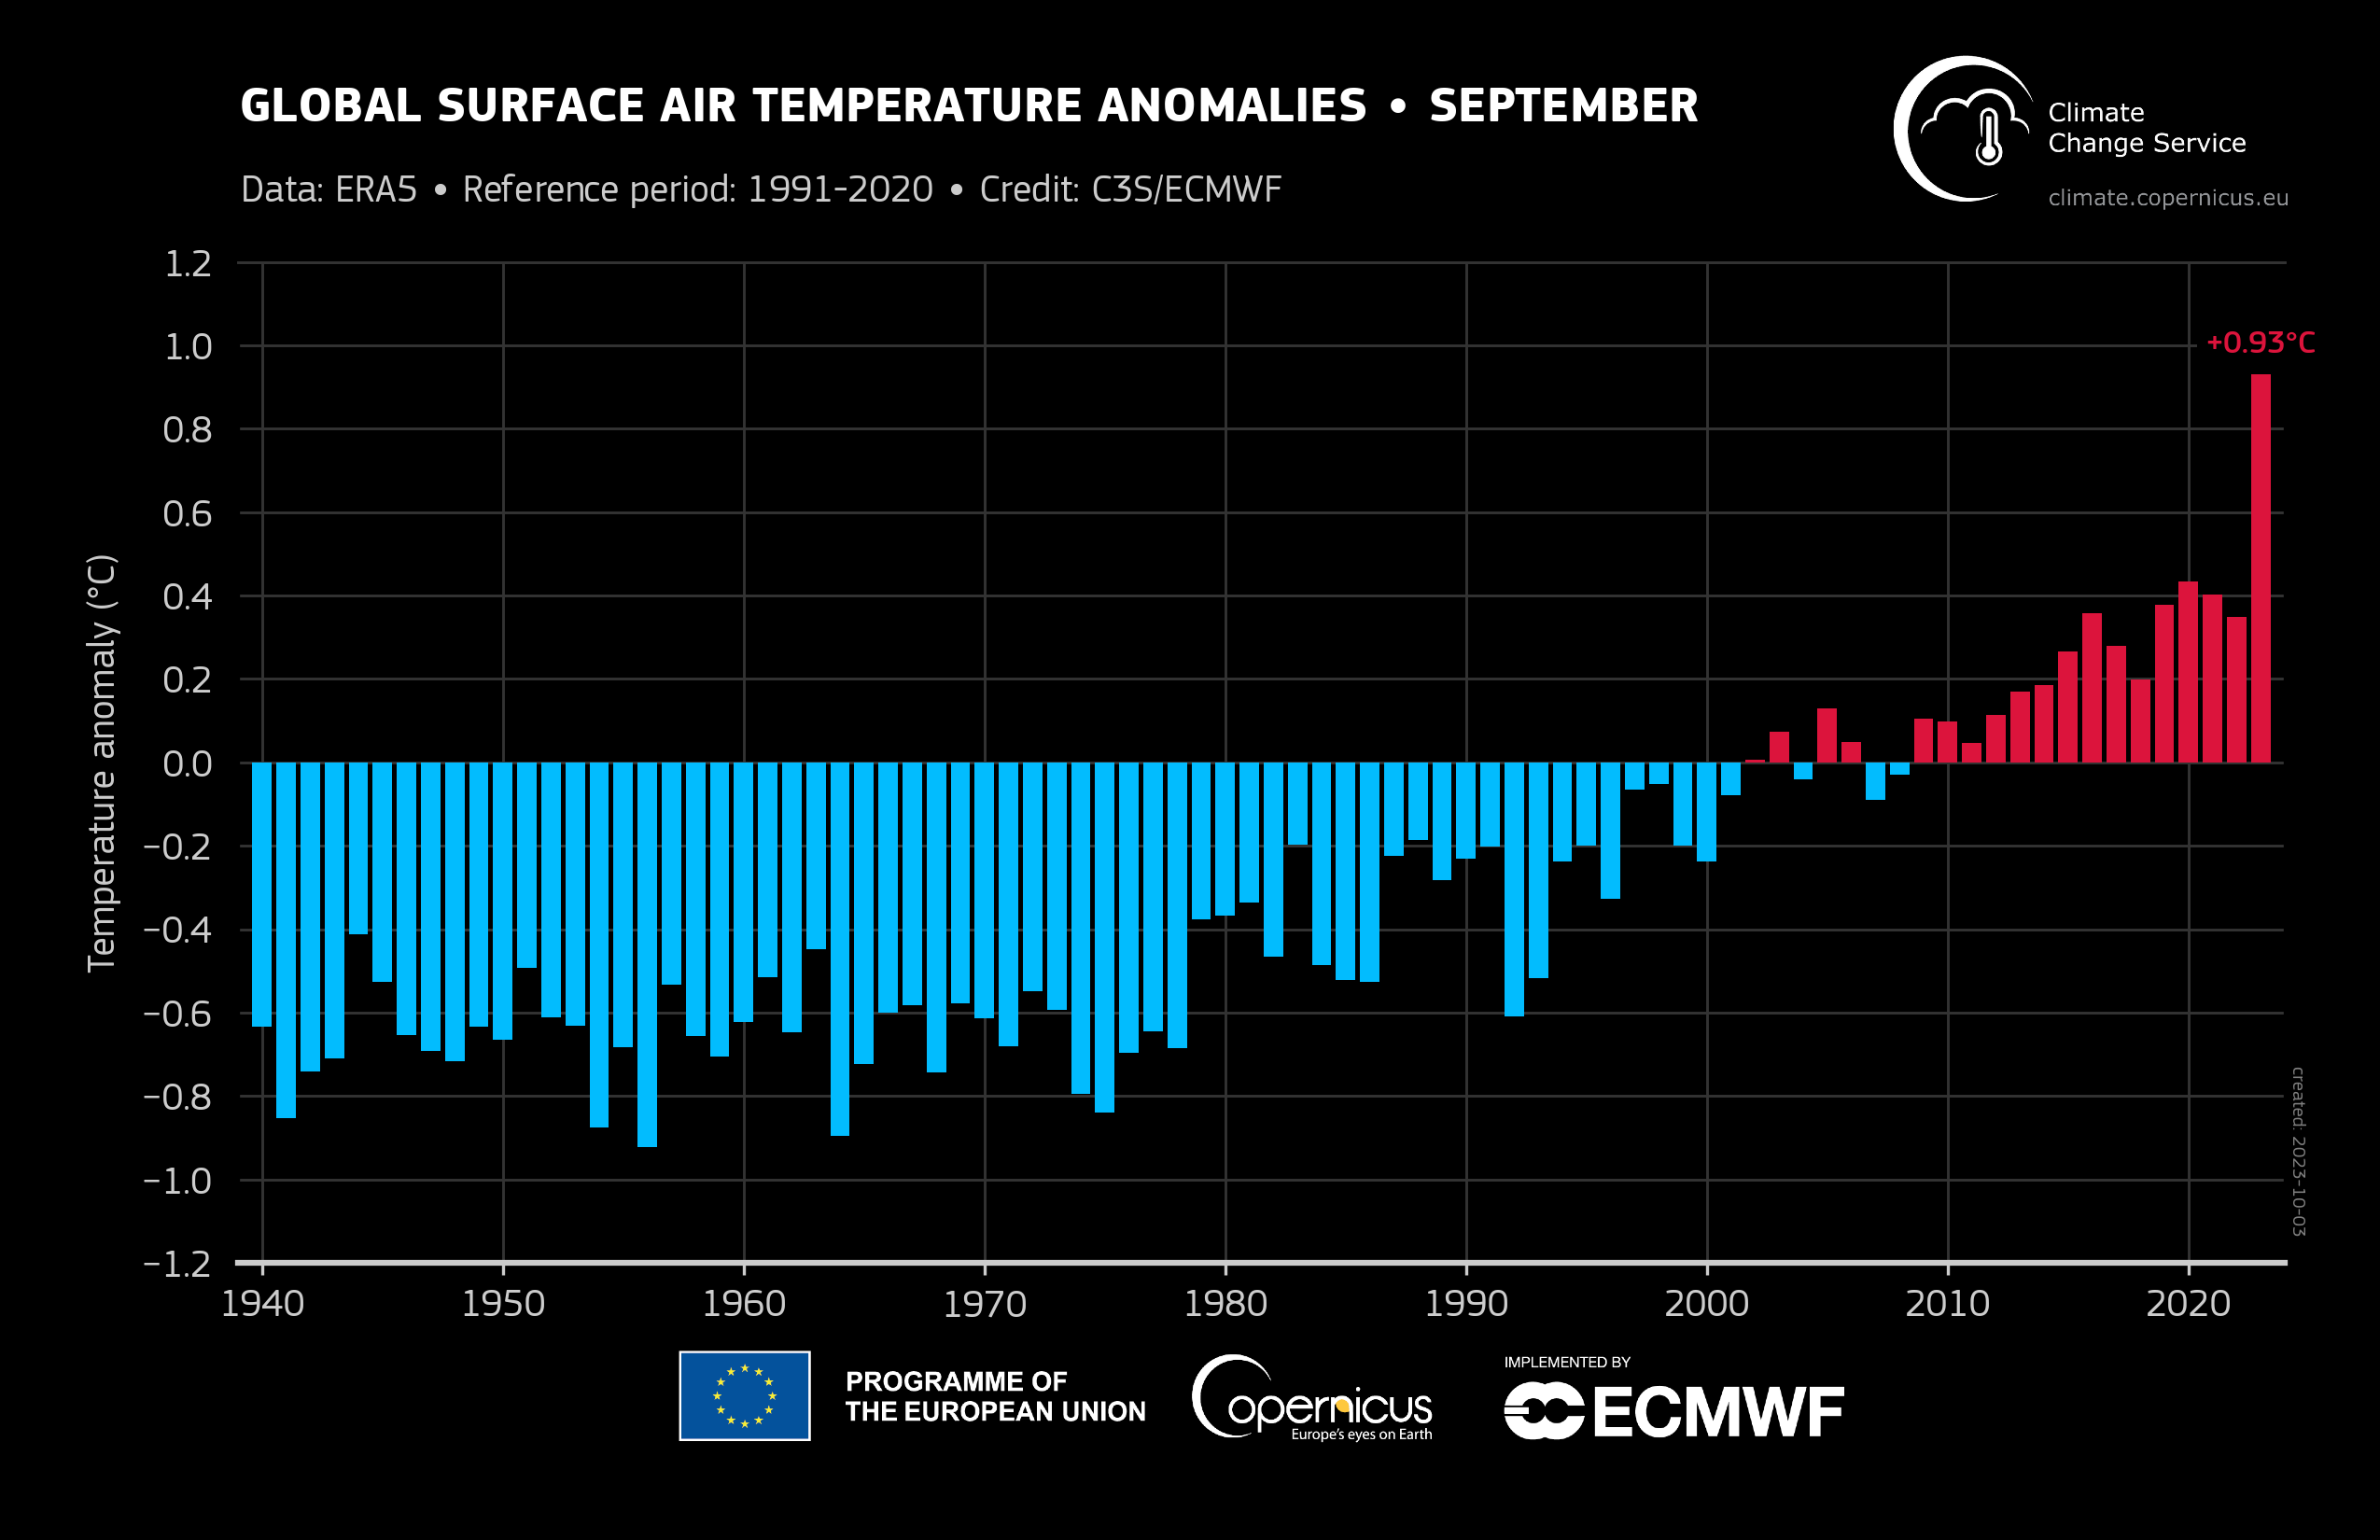 GLOBAL SURFACE AIR TEMPERATURE ANOMALIES • SEPTEMBER
Data: ERA5 • Reference period: 1991-2020 • Credit: C3S/ECMWF
Climate
Change Service
climate.copernicus.eu
Temperature anomaly (°C)
1.2
1.0
0.8
0.6
0.4
0.2
0.0
−0.2
−0.4
−0.6
−0.8
−1.0
−1.2
+0.93°C
created: 2023-10-03
1940 1950 1960 1970 1980 1990 2000 2010 2020
PROGRAMME OF
THE EUROPEAN UNION
Copernicus
Europe's eyes on Earth
IMPLEMENTED BY
ECMWF